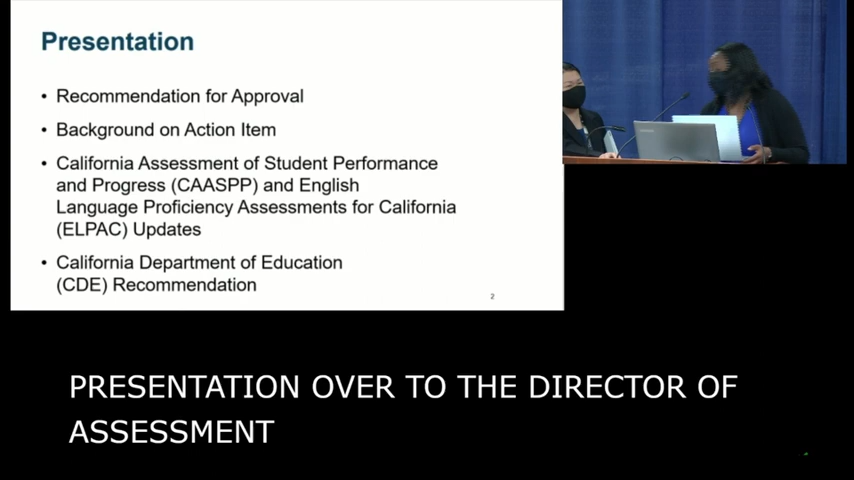 Presentation
• Recommendation for Approval
• Background on Action Item
• California Assessment of Student Performance
and Progress (CAASPP) and English
Language Proficiency Assessments for California
(ELPAC) Updates
• California Department of Education
(CDE) Recommendation
2
PRESENTATION OVER TO THE DIRECTOR OF
ASSESSMENT